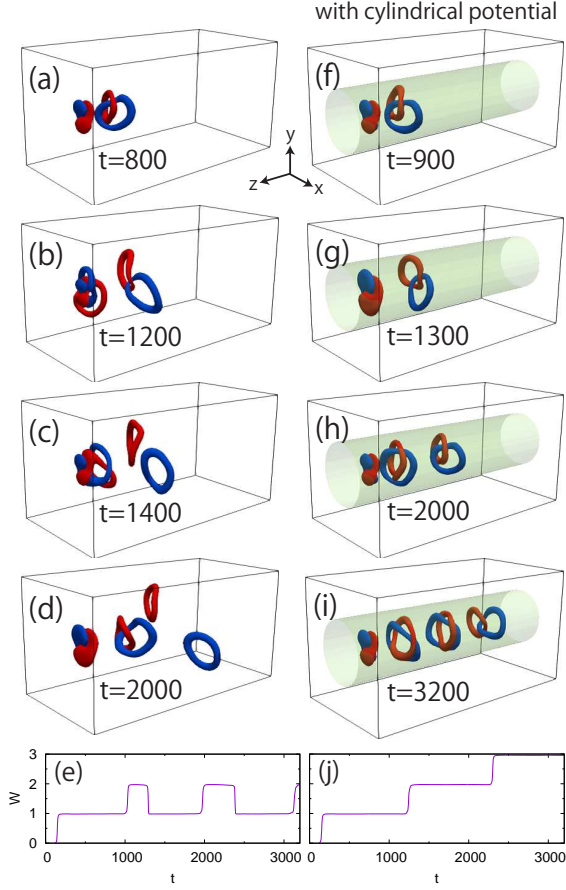 with cylindrical potential
(a)
t=800
(f)
t=900
y
z
x
(b)
t=1200
(g)
t=1300
(c)
t=1400
(h)
t=2000
(d)
t=2000
(i)
t=3200
(e)
(j)
W
3
2
1
0
0 1000 2000 3000
0 1000 2000 3000
t
t